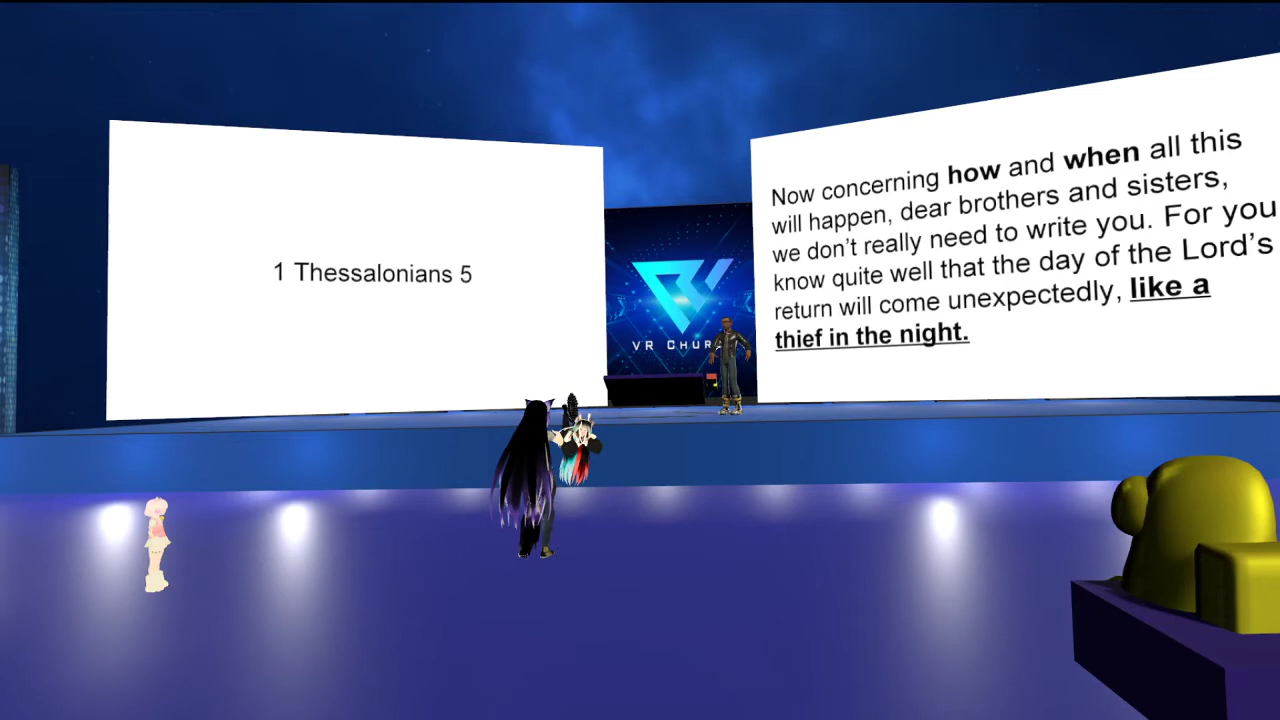 1 Thessalonians 5
VR CHUR
Now concerning how and when all this
will happen, dear brothers and sisters,
we don't really need to write you. For you
know quite well that the day of the Lord's
return will come unexpectedly, like a
thief in the night.